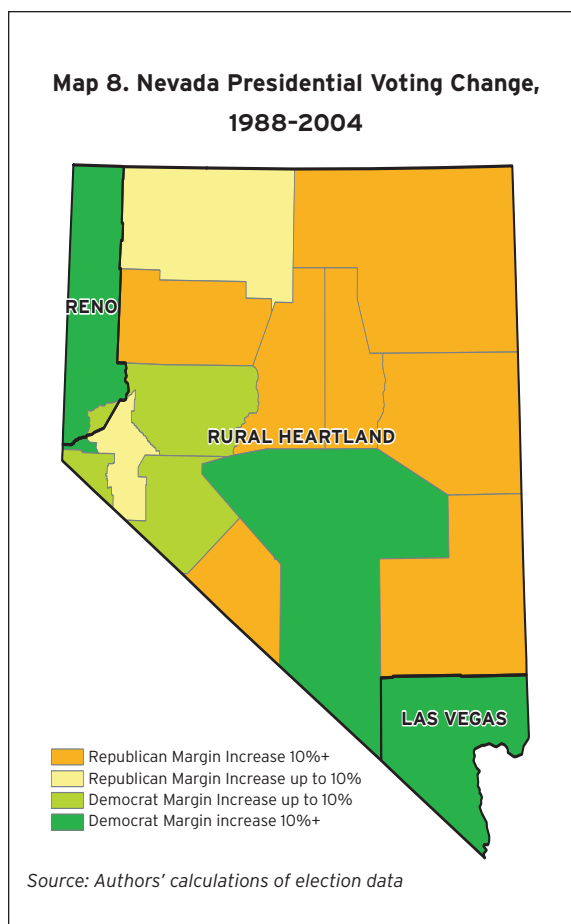 Map 8. Nevada Presidential Voting Change,
1988-2004
RENO
RURAL HEARTLAND
LAS VEGAS
Republican Margin Increase 10%+
Republican Margin Increase up to 10%
Democrat Margin Increase up to 10%
Democrat Margin increase 10%+
Source: Authors' calculations of election data